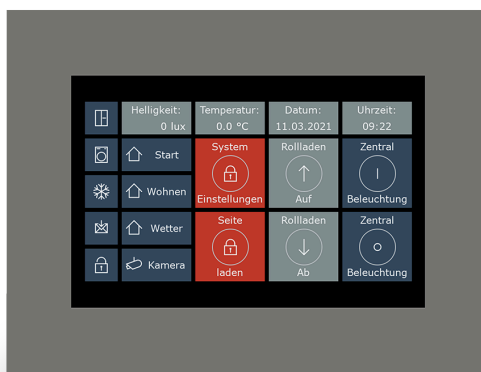 Helligkeit:
0 lux
Temperatur:
0.0 °C
Datum:
11.03.2021
Uhrzeit:
09:22
Start
System
Einstellungen
Rollladen
Auf
Zentral
Beleuchtung
Wohnen
Wetter
Seite
laden
Rollladen
Ab
Zentral
Beleuchtung
Kamera